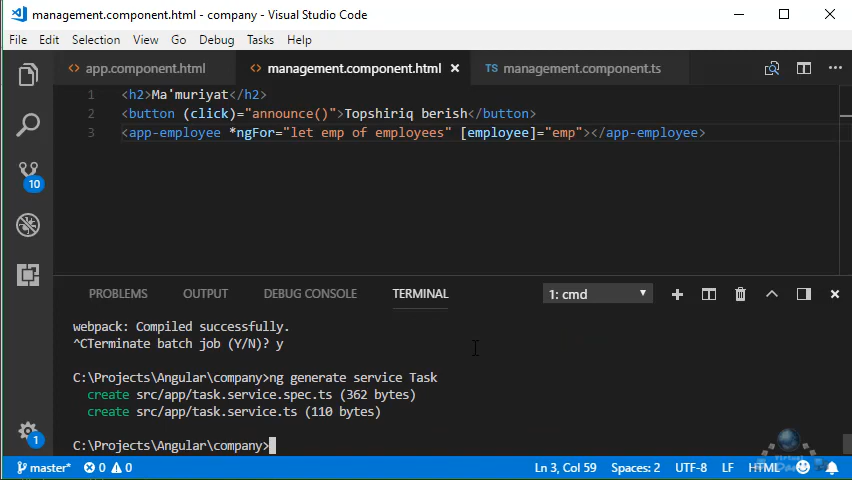 management.component.html - company - Visual Studio Code
File Edit Selection View Go Debug Tasks Help
app.component.html management.component.html TS management.component.ts
1 <h2>Ma'muriyat</h2>
2 <button (click)="announce()">Topshiriq berish</button>
3 <app-employee *ngFor="let emp of employees" [employee]="emp"></app-employee>
10
PROBLEMS OUTPUT DEBUG CONSOLE TERMINAL 1: cmd
webpack: Compiled successfully.
^CTerminate batch job (Y/N)? y
C:\Projects\Angular\company>ng generate service Task
create src/app/task.service.spec.ts (362 bytes)
create src/app/task.service.ts (110 bytes)
C:\Projects\Angular\company>
1
master* 0 0 Ln 3, Col 59 Spaces: 2 UTF-8 LF HTML